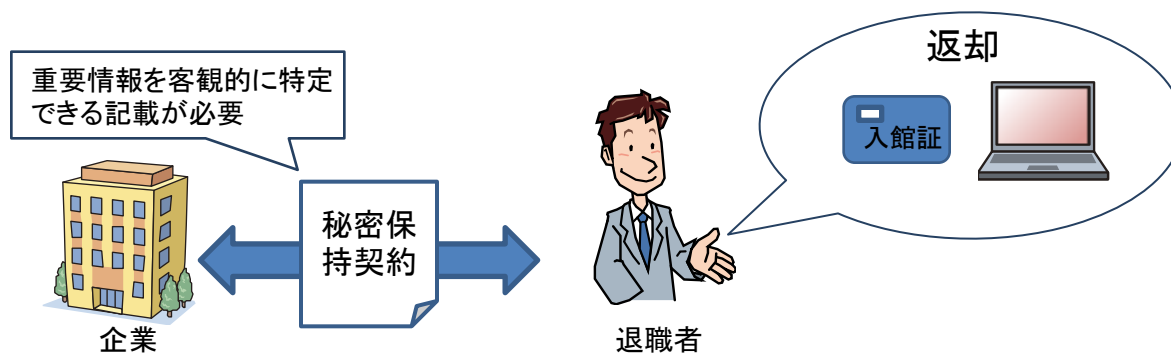 返却
重要情報を客観的に特定
できる記載が必要
入館証
秘密保
持契約
企業
退職者